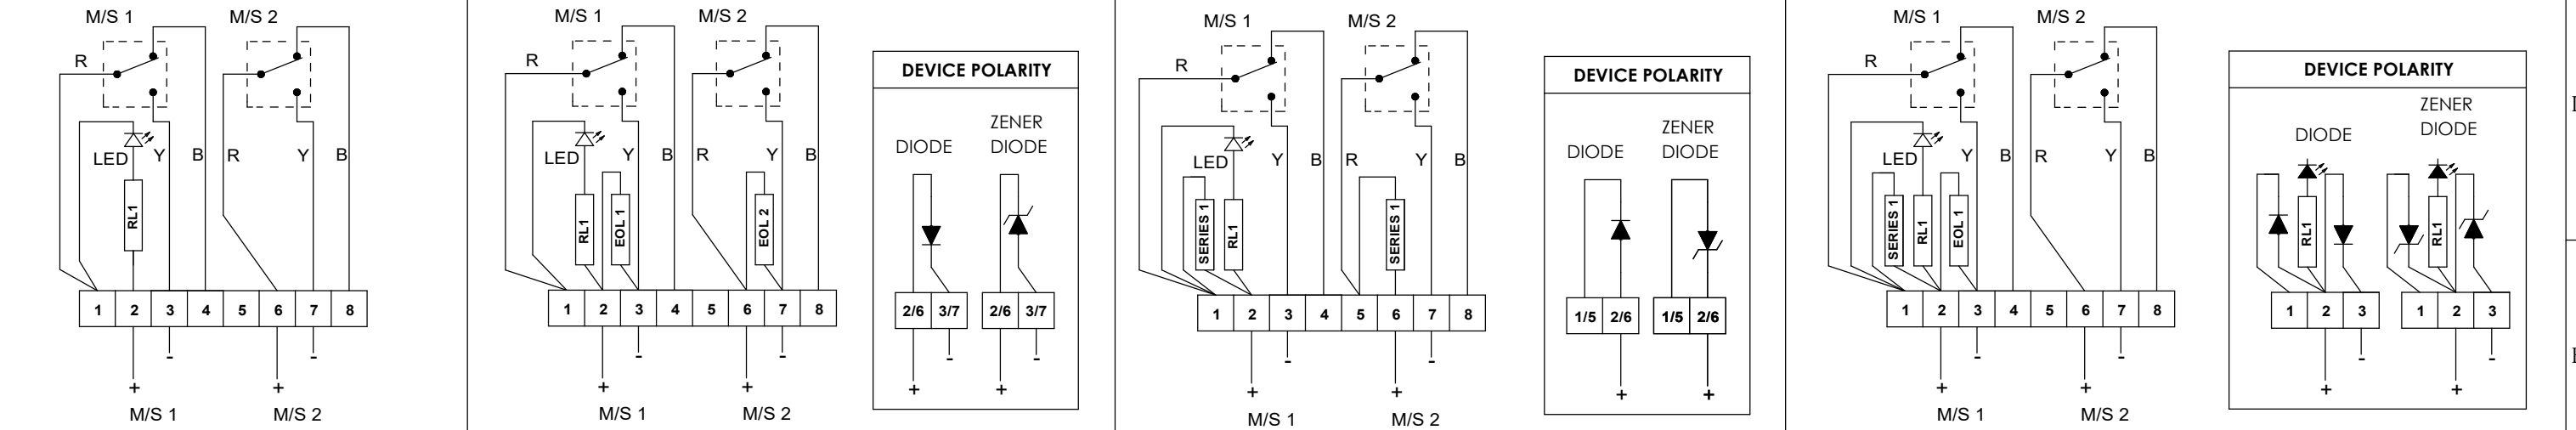 M/S 1 M/S 2
R
LED Y B R Y B
RL1
1 2 3 4 5 6 7 8
- -
+ +
M/S 1 M/S 2
M/S 1 M/S 2
R
LED Y B R Y B
RL1 EOL 1 EOL 2
1 2 3 4 5 6 7 8
- -
+ +
M/S 1 M/S 2
DEVICE POLARITY
DIODE
ZENER
DIODE
2/6 3/7 2/6 3/7
- -
+ +
M/S 1 M/S 2
R
LED Y B R Y B
SERIES 1 RL1 SERIES 1
1 2 3 4 5 6 7 8
- -
+ +
M/S 1 M/S 2
DEVICE POLARITY
DIODE
ZENER
DIODE
1/5 2/6 1/5 2/6
+ +
M/S 1 M/S 2
R
LED Y B R Y B
SERIES 1 RL1 EOL 1
1 2 3 4 5 6 7 8
- -
+ +
M/S 1 M/S 2
DEVICE POLARITY
DIODE
ZENER
DIODE
RL1 RL1
1 2 3 1 2 3
- -
+ +